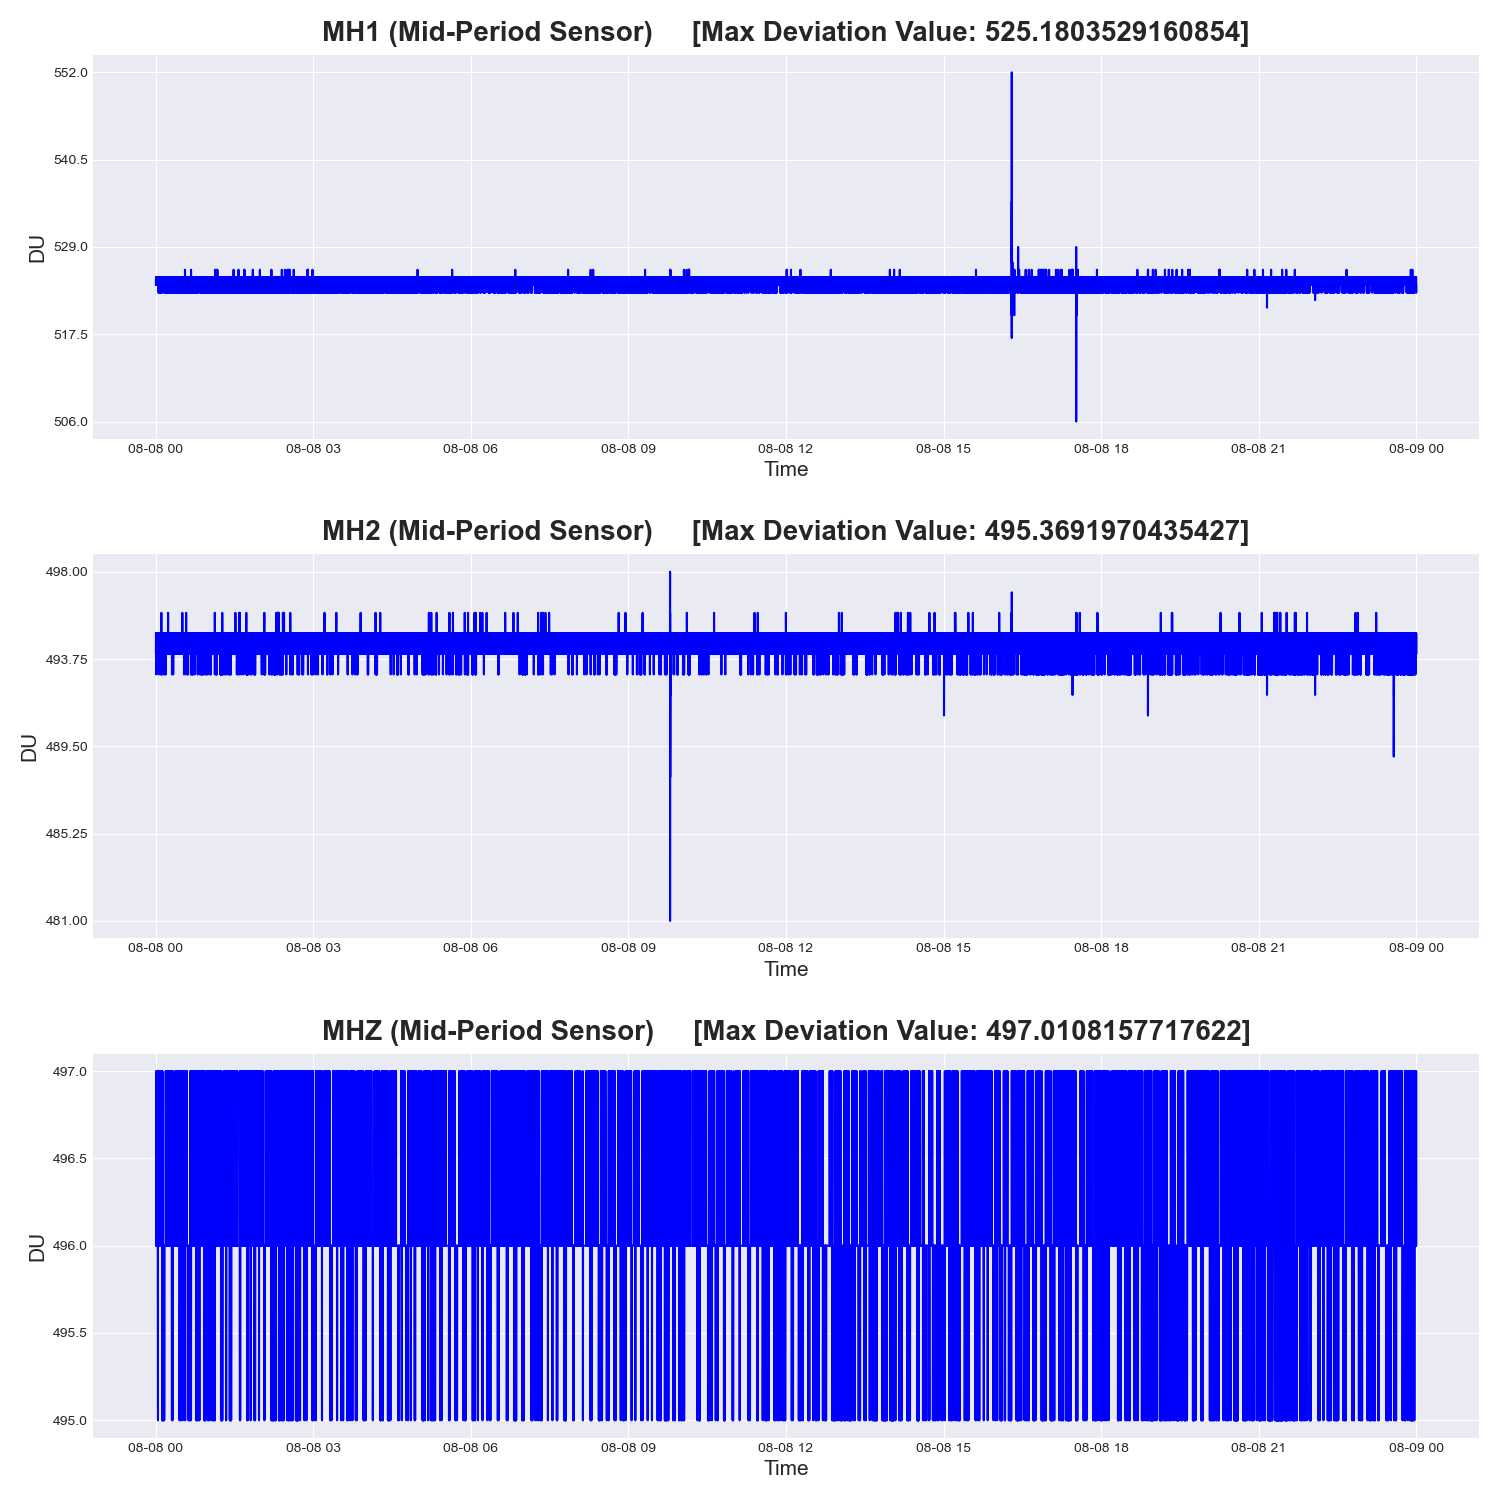 MH1 (Mid-Period Sensor) [Max Deviation Value: 525.1803529160854]
552.0
540.5
529.0
517.5
506.0
DU
08-08 00 08-08 03 08-08 06 08-08 09 08-08 12 08-08 15 08-08 18 08-08 21 08-09 00
Time
MH2 (Mid-Period Sensor) [Max Deviation Value: 495.3691970435427]
498.00
493.75
489.50
485.25
481.00
DU
08-08 00 08-08 03 08-08 06 08-08 09 08-08 12 08-08 15 08-08 18 08-08 21 08-09 00
Time
MHZ (Mid-Period Sensor) [Max Deviation Value: 497.0108157717622]
497.0
496.5
496.0
495.5
495.0
DU
08-08 00 08-08 03 08-08 06 08-08 09 08-08 12 08-08 15 08-08 18 08-08 21 08-09 00
Time